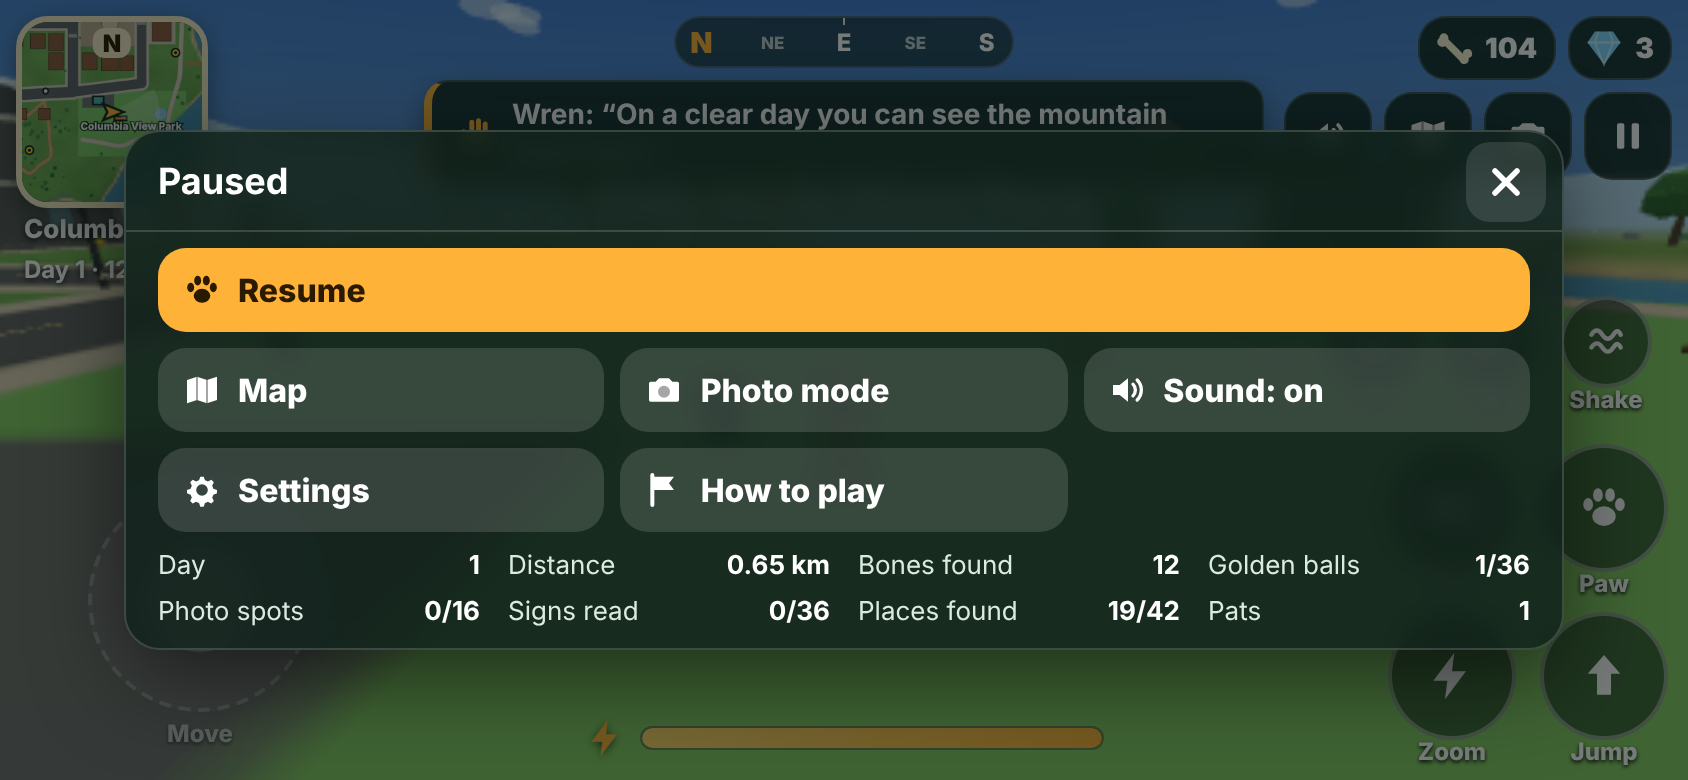 N
N NE E SE S
104
3
Wren: “On a clear day you can see the mountain
Columbia View Park
Paused
Columb
Day 1 · 12
Resume
Map
Photo mode
Sound: on
Settings
How to play
Day 1
Distance 0.65 km
Bones found 12
Golden balls 1/36
Photo spots 0/16
Signs read 0/36
Places found 19/42
Pats 1
Shake
Paw
Move
Zoom
Jump